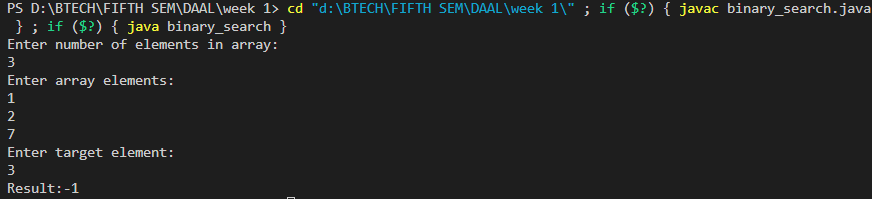 PS D:\BTECH\FIFTH SEM\DAAL\week 1> cd "d:\BTECH\FIFTH SEM\DAAL\week 1\" ; if ($?) { javac binary_search.java
} ; if ($?) { java binary_search }
Enter number of elements in array:
3
Enter array elements:
1
2
7
Enter target element:
3
Result:-1